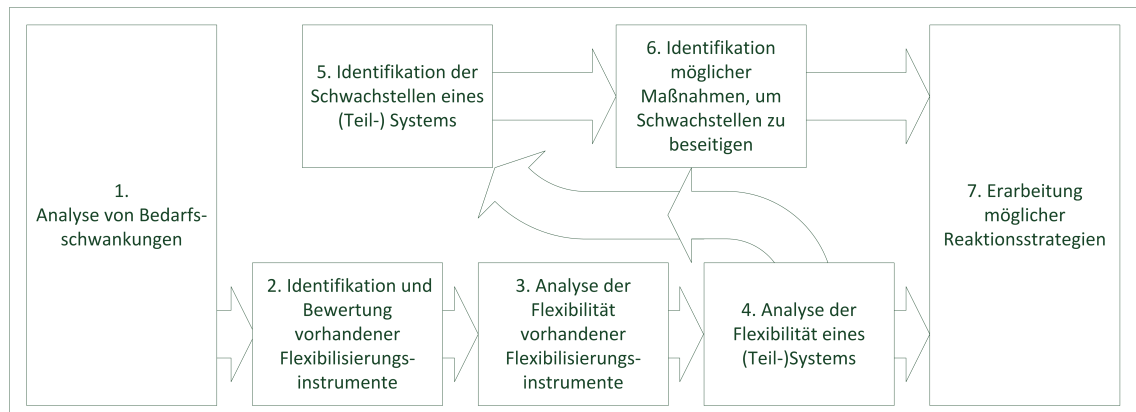 1.
Analyse von Bedarfs-
schwankungen
2. Identifikation und
Bewertung
vorhandener
Flexibilisierungs-
instrumente
3. Analyse der
Flexibilität
vorhandener
Flexibilisierungs-
instrumente
4. Analyse der
Flexibilität eines
(Teil-)Systems
5. Identifikation der
Schwachstellen eines
(Teil-) Systems
6. Identifikation
möglicher
Maßnahmen, um
Schwachstellen zu
beseitigen
7. Erarbeitung
möglicher
Reaktionsstrategien